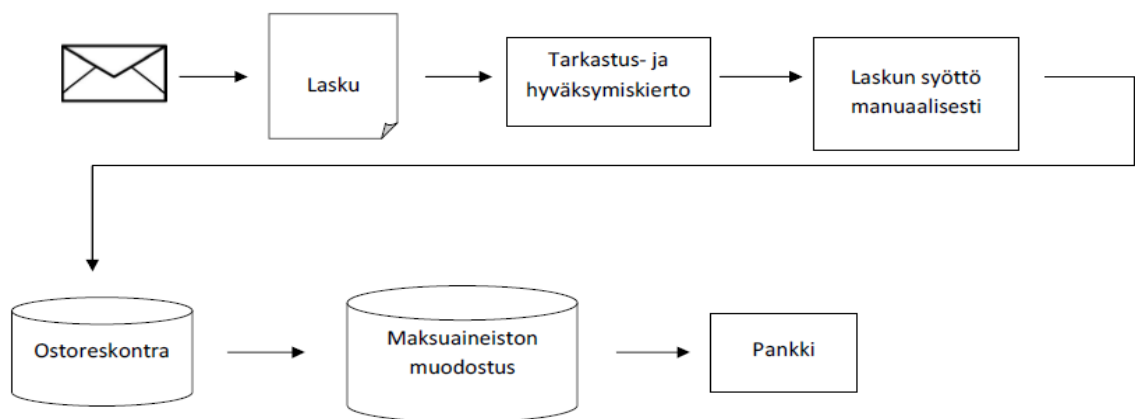 Lasku
Tarkastus- ja
hyväksymiskierto
Laskun syöttö
manuaalisesti
Ostoreskontra
Maksuaineiston
muodostus
Pankki